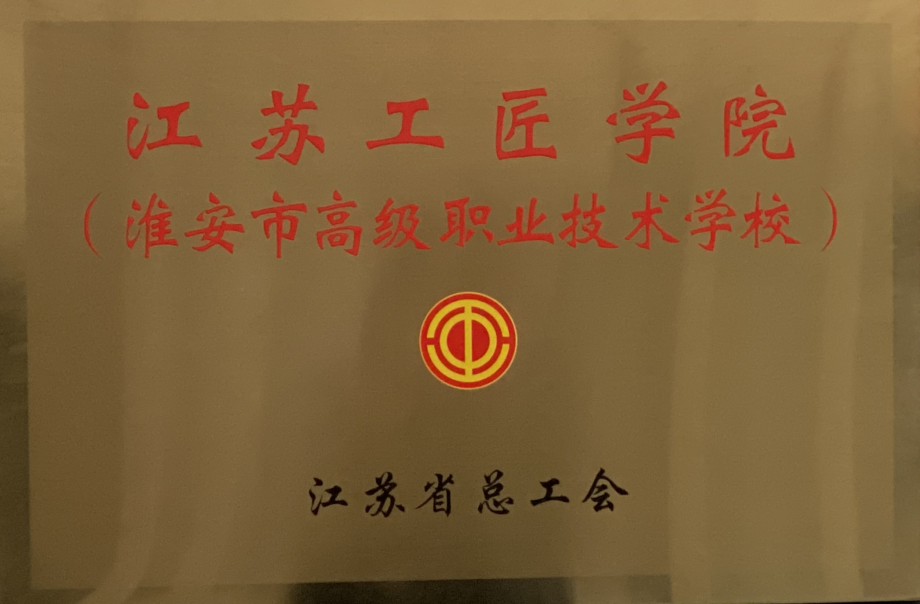 江苏工匠学院
（淮安市高级职业技术学校）
江苏省总工会